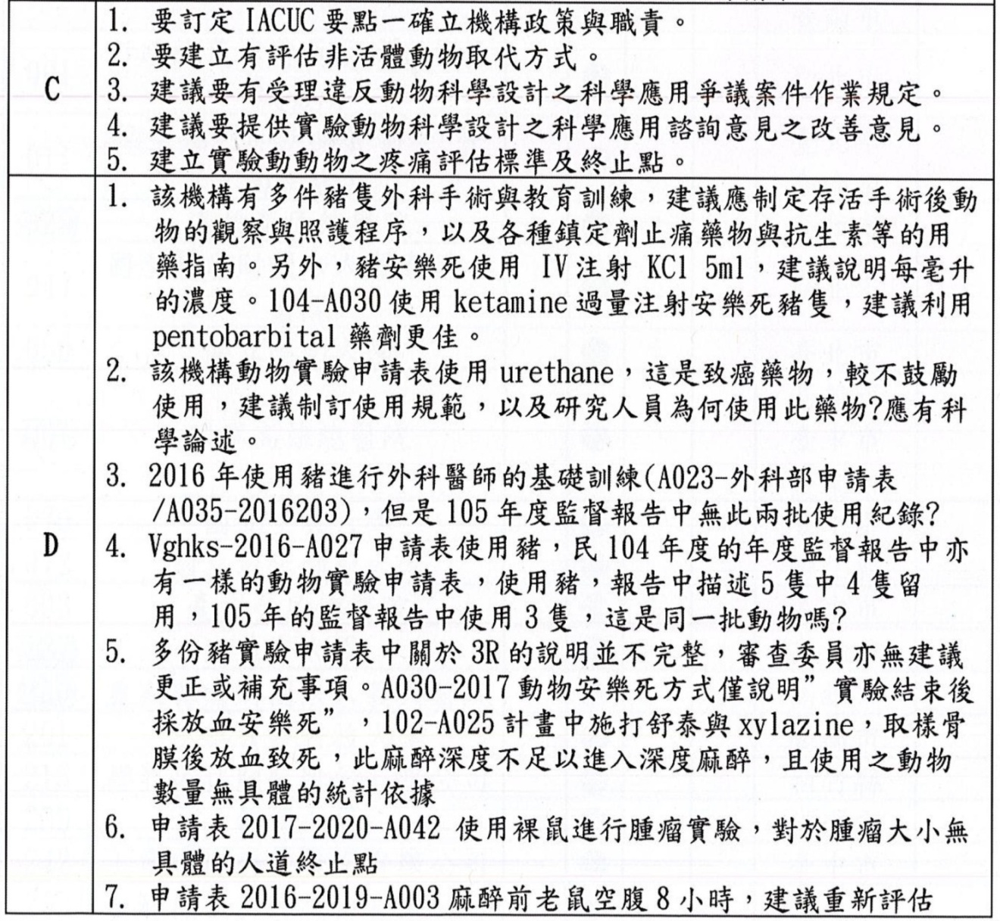 1. 要訂定 IACUC 要點－確立機構政策與職責。
2. 要建立有評估非活體動物取代方式。
C
3. 建議要有受理違反動物科學設計之科學應用爭議案件作業規定。
4. 建議要提供實驗動物科學設計之科學應用諮詢意見之改善意見。
5. 建立實驗動動物之疼痛評估標準及終止點。
1. 該機構有多件豬隻外科手術與教育訓練，建議應制定存活手術後動
物的觀察與照護程序，以及各種鎮定劑止痛藥物與抗生素等的用
藥指南。另外，豬安樂死使用 IV 注射 KCl 5ml，建議說明每毫升
的濃度。104-A030 使用 ketamine 過量注射安樂死豬隻，建議利用
pentobarbital 藥劑更佳。
2. 該機構動物實驗申請表使用 urethane，這是致癌藥物，較不鼓勵
使用，建議制訂使用規範，以及研究人員為何使用此藥物?應有科
學論述。
3. 2016 年使用豬進行外科醫師的基礎訓練(A023-外科部申請表
/A035-2016203)，但是 105 年度監督報告中無此兩批使用紀錄?
D
4. Vghks-2016-A027 申請表使用豬，民 104 年度的年度監督報告中亦
有一樣的動物實驗申請表，使用豬，報告中描述 5 隻中 4 隻留
用，105 年的監督報告中使用 3 隻，這是同一批動物嗎?
5. 多份豬實驗申請表中關於 3R 的說明並不完整，審查委員亦無建議
更正或補充事項。A030-2017 動物安樂死方式僅說明”實驗結束後
採放血安樂死”，102-A025 計畫中施打舒泰與 xylazine，取樣骨
膜後放血致死，此麻醉深度不足以進入深度麻醉，且使用之動物
數量無具體的統計依據
6. 申請表 2017-2020-A042 使用裸鼠進行腫瘤實驗，對於腫瘤大小無
具體的人道終止點
7. 申請表 2016-2019-A003 麻醉前老鼠空腹 8 小時，建議重新評估